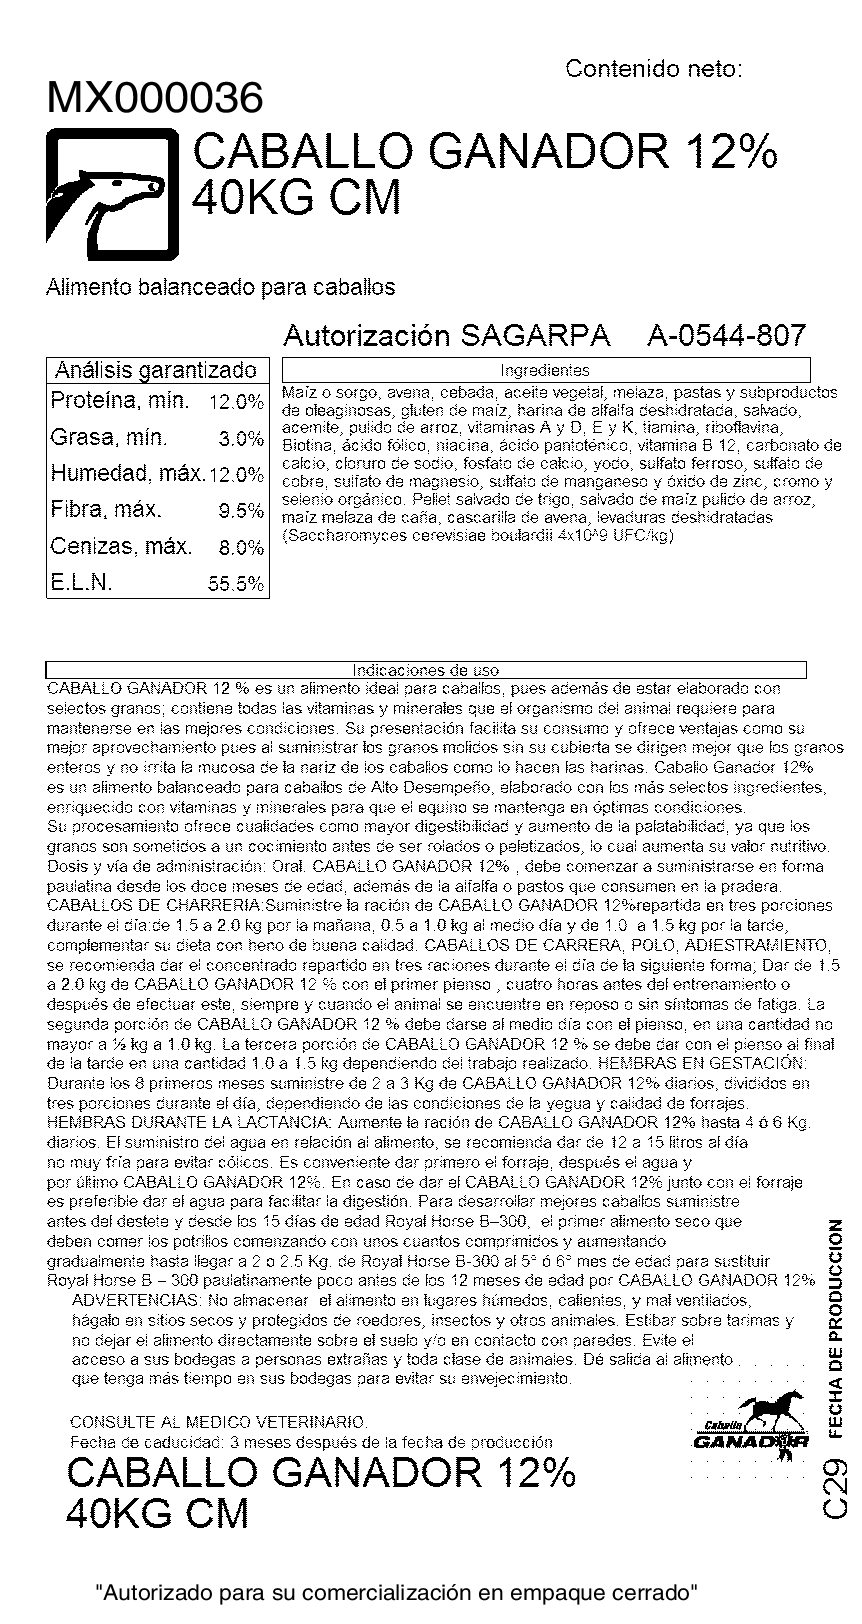 Contenido neto:
MX000036
CABALLO GANADOR 12%
40KG CM
Alimento balanceado para caballos
Autorización SAGARPA A-0544-807
Análisis garantizado
Proteína, mín. 12.0%
Grasa, mín. 3.0%
Humedad, máx. 12.0%
Fibra, máx. 9.5%
Cenizas, máx. 8.0%
E.L.N. 55.5%
Ingredientes
Maíz o sorgo, avena, cebada, aceite vegetal, melaza, pastas y subproductos
de oleaginosas, gluten de maíz, harina de alfalfa deshidratada, salvado,
acemite, pulido de arroz, vitaminas A y D, E y K, tiamina, riboflavina,
Biotina, ácido fólico, niacina, ácido pantoténico, vitamina B 12, carbonato de
calcio, cloruro de sodio, fosfato de calcio, yodo, sulfato ferroso, sulfato de
cobre, sulfato de magnesio, sulfato de manganeso y óxido de zinc, cromo y
selenio orgánico. Pellet salvado de trigo, salvado de maíz pulido de arroz,
maíz melaza de caña, cascarilla de avena, levaduras deshidratadas
(Saccharomyces cerevisiae boulardii 4x10^9 UFC/kg)
Indicaciones de uso
CABALLO GANADOR 12 % es un alimento ideal para caballos, pues además de estar elaborado con
selectos granos; contiene todas las vitaminas y minerales que el organismo del animal requiere para
mantenerse en las mejores condiciones. Su presentación facilita su consumo y ofrece ventajas como su
mejor aprovechamiento pues al suministrar los granos molidos sin su cubierta se dirigen mejor que los granos
enteros y no irrita la mucosa de la nariz de los caballos como lo hacen las harinas. Caballo Ganador 12%
es un alimento balanceado para caballos de Alto Desempeño, elaborado con los más selectos ingredientes,
enriquecido con vitaminas y minerales para que el equino se mantenga en óptimas condiciones.
Su procesamiento ofrece cualidades como mayor digestibilidad y aumento de la palatabilidad, ya que los
granos son sometidos a un cocimiento antes de ser rolados o peletizados, lo cual aumenta su valor nutritivo.
Dosis y vía de administración: Oral. CABALLO GANADOR 12% , debe comenzar a suministrarse en forma
paulatina desde los doce meses de edad, además de la alfalfa o pastos que consumen en la pradera.
CABALLOS DE CHARRERIA:Suministre la ración de CABALLO GANADOR 12%repartida en tres porciones
durante el día:de 1.5 a 2.0 kg por la mañana, 0.5 a 1.0 kg al medio día y de 1.0 a 1.5 kg por la tarde,
complementar su dieta con heno de buena calidad. CABALLOS DE CARRERA, POLO, ADIESTRAMIENTO,
se recomienda dar el concentrado repartido en tres raciones durante el día de la siguiente forma; Dar de 1.5
a 2.0 kg de CABALLO GANADOR 12 % con el primer pienso , cuatro horas antes del entrenamiento o
después de efectuar este, siempre y cuando el animal se encuentre en reposo o sin síntomas de fatiga. La
segunda porción de CABALLO GANADOR 12 % debe darse al medio día con el pienso, en una cantidad no
mayor a ½ kg a 1.0 kg. La tercera porción de CABALLO GANADOR 12 % se debe dar con el pienso al final
de la tarde en una cantidad 1.0 a 1.5 kg dependiendo del trabajo realizado. HEMBRAS EN GESTACIÓN:
Durante los 8 primeros meses suministre de 2 a 3 Kg de CABALLO GANADOR 12% diarios, divididos en
tres porciones durante el día, dependiendo de las condiciones de la yegua y calidad de forrajes.
HEMBRAS DURANTE LA LACTANCIA: Aumente la ración de CABALLO GANADOR 12% hasta 4 ó 6 Kg.
diarios. El suministro del agua en relación al alimento, se recomienda dar de 12 a 15 litros al día
no muy fría para evitar cólicos. Es conveniente dar primero el forraje, después el agua y
por último CABALLO GANADOR 12%. En caso de dar el CABALLO GANADOR 12% junto con el forraje
es preferible dar el agua para facilitar la digestión. Para desarrollar mejores caballos suministre
antes del destete y desde los 15 días de edad Royal Horse B–300, el primer alimento seco que
deben comer los potrillos comenzando con unos cuantos comprimidos y aumentando
gradualmente hasta llegar a 2 o 2.5 Kg. de Royal Horse B-300 al 5° ó 6° mes de edad para sustituir
Royal Horse B – 300 paulatinamente poco antes de los 12 meses de edad por CABALLO GANADOR 12%
ADVERTENCIAS: No almacenar el alimento en lugares húmedos, calientes, y mal ventilados,
hágalo en sitios secos y protegidos de roedores, insectos y otros animales. Estibar sobre tarimas y
no dejar el alimento directamente sobre el suelo y/o en contacto con paredes. Evite el
acceso a sus bodegas a personas extrañas y toda clase de animales. Dé salida al alimento
que tenga más tiempo en sus bodegas para evitar su envejecimiento.
CONSULTE AL MEDICO VETERINARIO.
Fecha de caducidad: 3 meses después de la fecha de producción
Caballo
GANADOR
FECHA DE PRODUCCION
C29
CABALLO GANADOR 12%
40KG CM
"Autorizado para su comercialización en empaque cerrado"